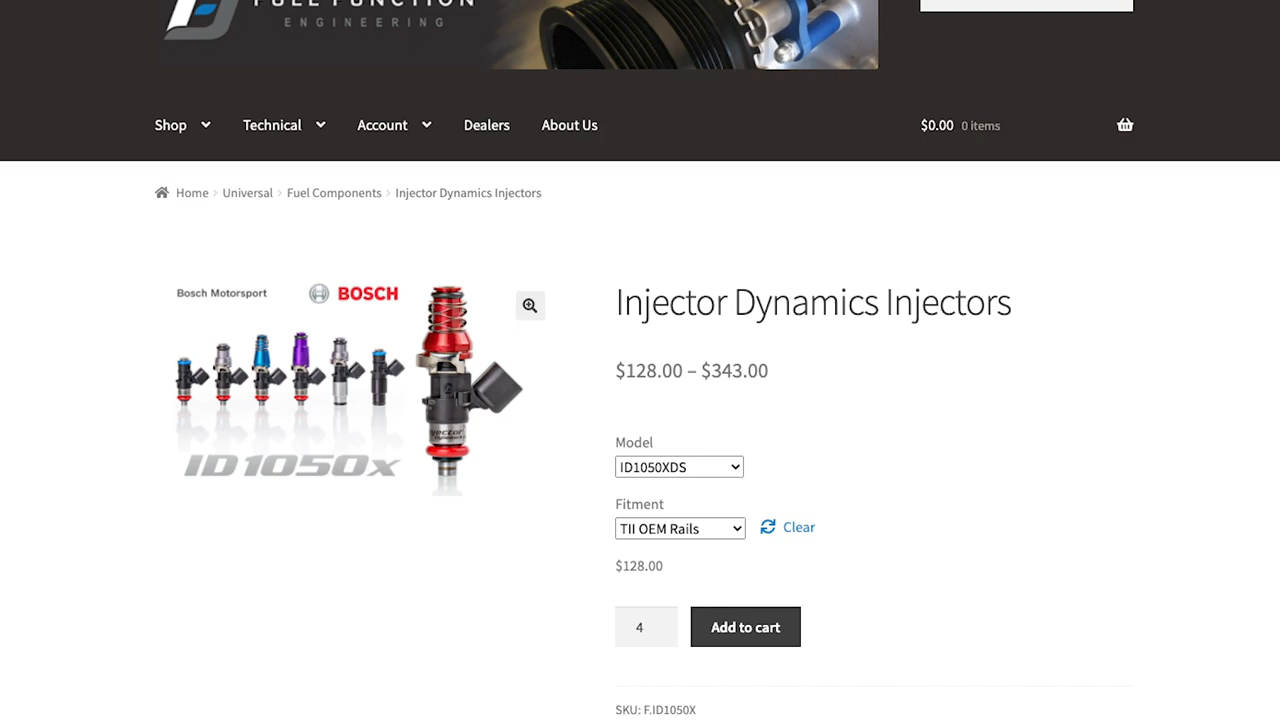 FULL FUNCTION
ENGINEERING
Shop
Technical
Account
Dealers
About Us
$0.00 0 items
Home › Universal › Fuel Components › Injector Dynamics Injectors
Bosch Motorsport
BOSCH
ID1050x
Injector Dynamics Injectors
$128.00 – $343.00
Model
ID1050XDS
Fitment
TII OEM Rails
Clear
$128.00
4
Add to cart
SKU: F.ID1050X